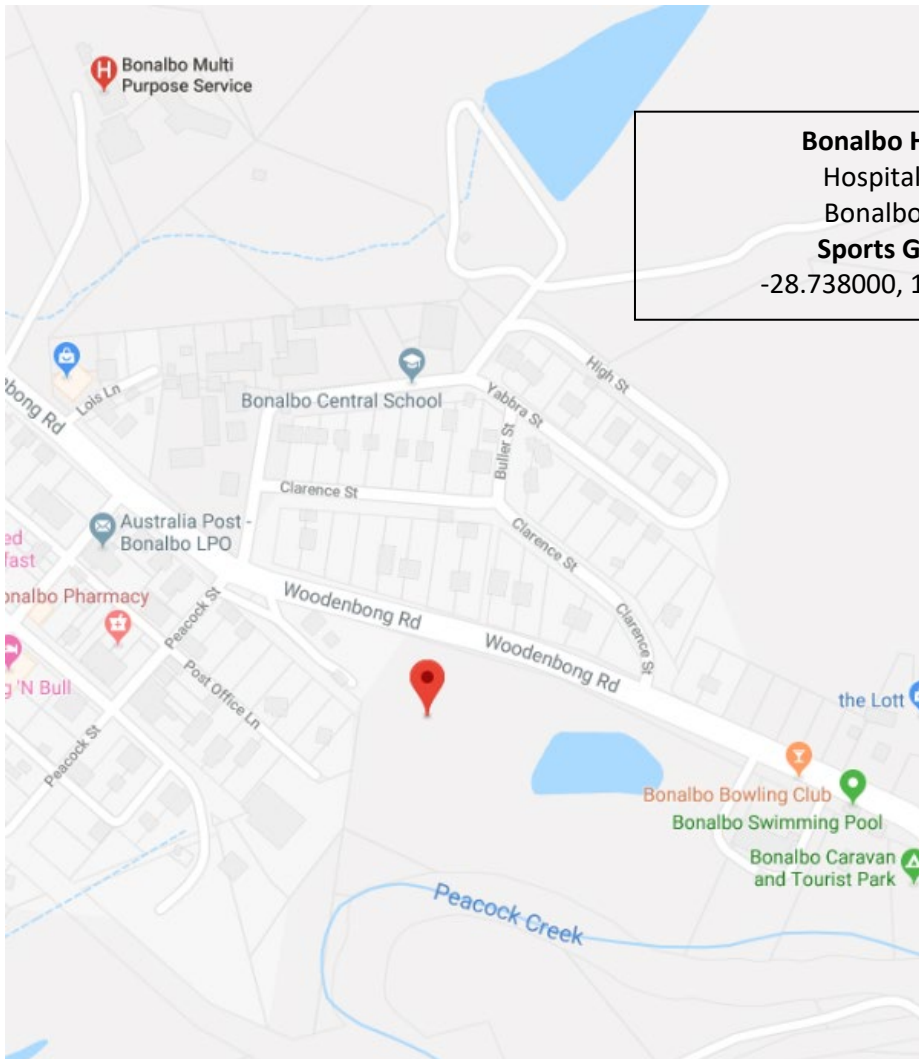 Bonalbo Multi
Purpose Service
Bonalbo H
Hospital
Bonalbo
Sports G
-28.738000, 1
High St
Lois Ln
bong Rd
Bonalbo Central School
Yabbra St
Buller St
Clarence St
Australia Post -
Bonalbo LPO
Clarence St
ed
fast
onalbo Pharmacy
Peacock St
Woodenbong Rd
Clarence St
Woodenbong Rd
g 'N Bull
Post Office Ln
the Lott
Peacock St
Bonalbo Bowling Club
Bonalbo Swimming Pool
Bonalbo Caravan
and Tourist Park
Peacock Creek